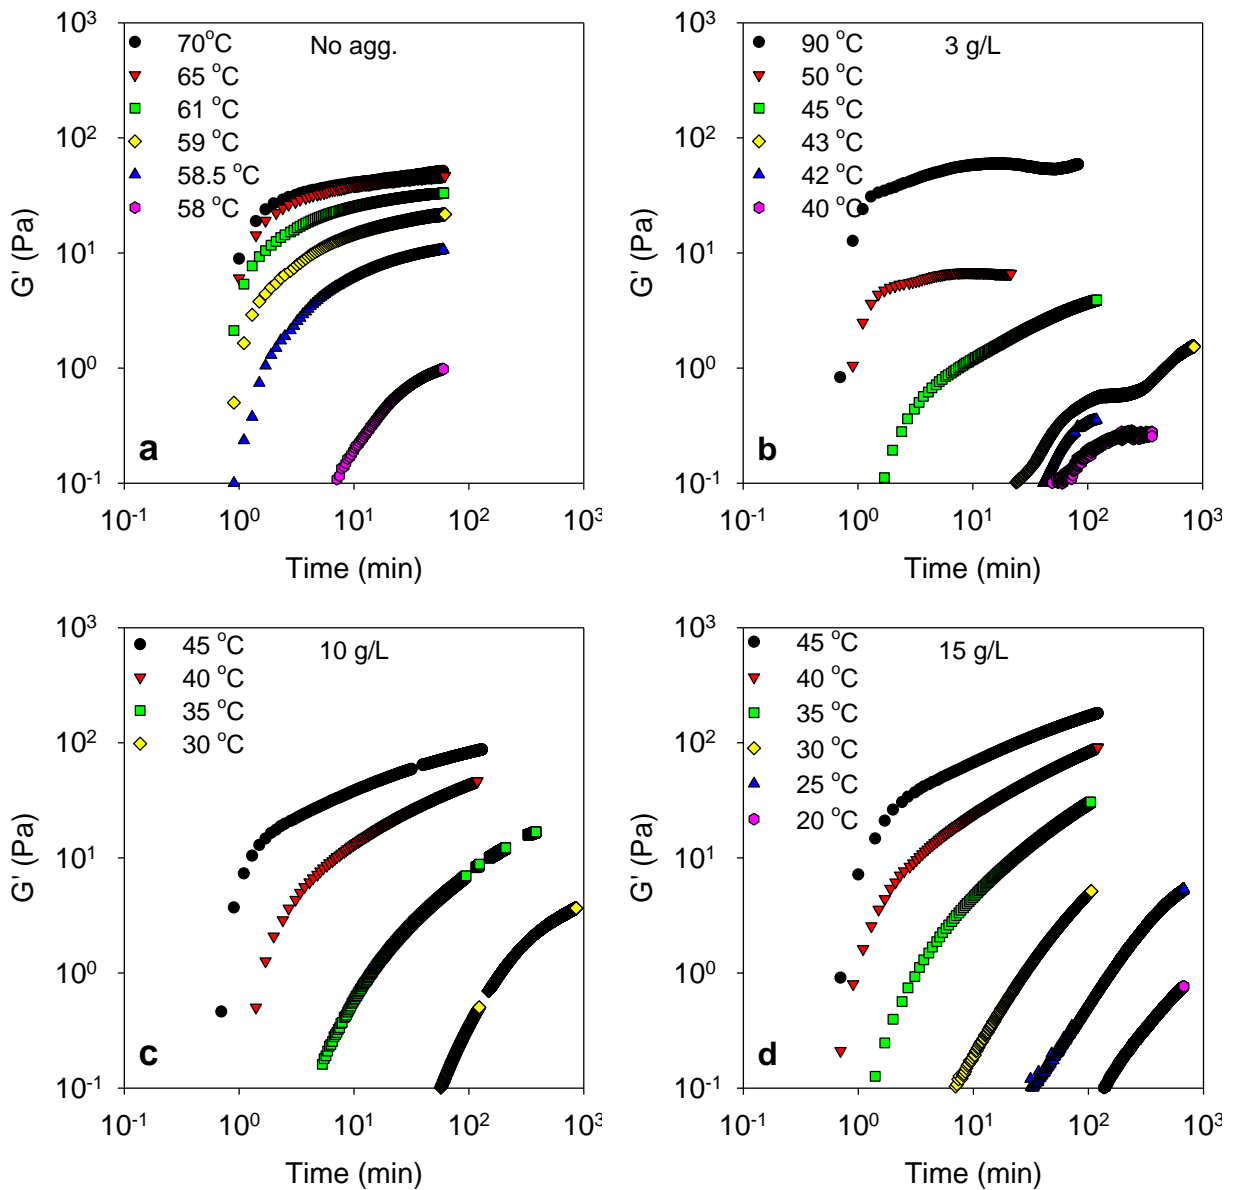 10³
10²
10¹
10⁰
10⁻¹
G' (Pa)
70°C
65 °C
61 °C
59 °C
58.5 °C
58 °C
No agg.
a
10⁻¹ 10⁰ 10¹ 10² 10³
Time (min)
10³
10²
10¹
10⁰
10⁻¹
G' (Pa)
90 °C
50 °C
45 °C
43 °C
42 °C
40 °C
3 g/L
b
10⁻¹ 10⁰ 10¹ 10² 10³
Time (min)
10³
10²
10¹
10⁰
10⁻¹
G' (Pa)
45 °C
40 °C
35 °C
30 °C
10 g/L
c
10⁻¹ 10⁰ 10¹ 10² 10³
Time (min)
10³
10²
10¹
10⁰
10⁻¹
G' (Pa)
45 °C
40 °C
35 °C
30 °C
25 °C
20 °C
15 g/L
d
10⁻¹ 10⁰ 10¹ 10² 10³
Time (min)